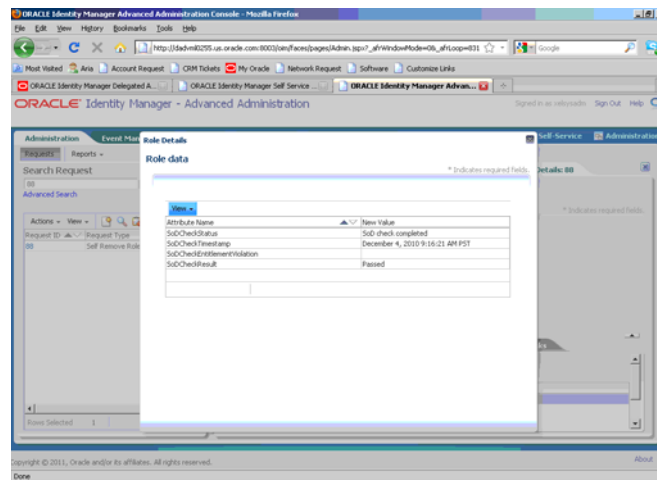 ORACLE Identity Manager Advanced Administration Console - Mozilla Firefox
File Edit View History Bookmarks Tools Help
http://dadvml0255.us.oracle.com:8003/oim/faces/pages/Admin.jspx?_afrWindowMode=0&_afrLoop=831 Google
Most Visited Aria Account Request CRM Tickets My Oracle Network Request Software Customize Links
ORACLE Identity Manager Delegated A... ORACLE Identity Manager Self Service ... ORACLE Identity Manager Advan...
ORACLE Identity Manager - Advanced Administration Signed in as Sign Out Help
Administration Event Man Role Details Self-Service Administratio
Requests Reports Role data Details: 88
Search Request * Indicates required fields.
88
Advanced Search * Indicates required fields.
View
Actions View Attribute Name New Value
Request ID Request Type SoDCheckStatus SoD check completed
88 Self Remove Role SoDCheckTimestamp December 4, 2010 9:16:21 AM PST
SoDCheckEntitlementViolation
SoDCheckResult Passed
Rows Selected 1
Copyright © 2011, Oracle and/or its affiliates. All rights reserved. About
Done